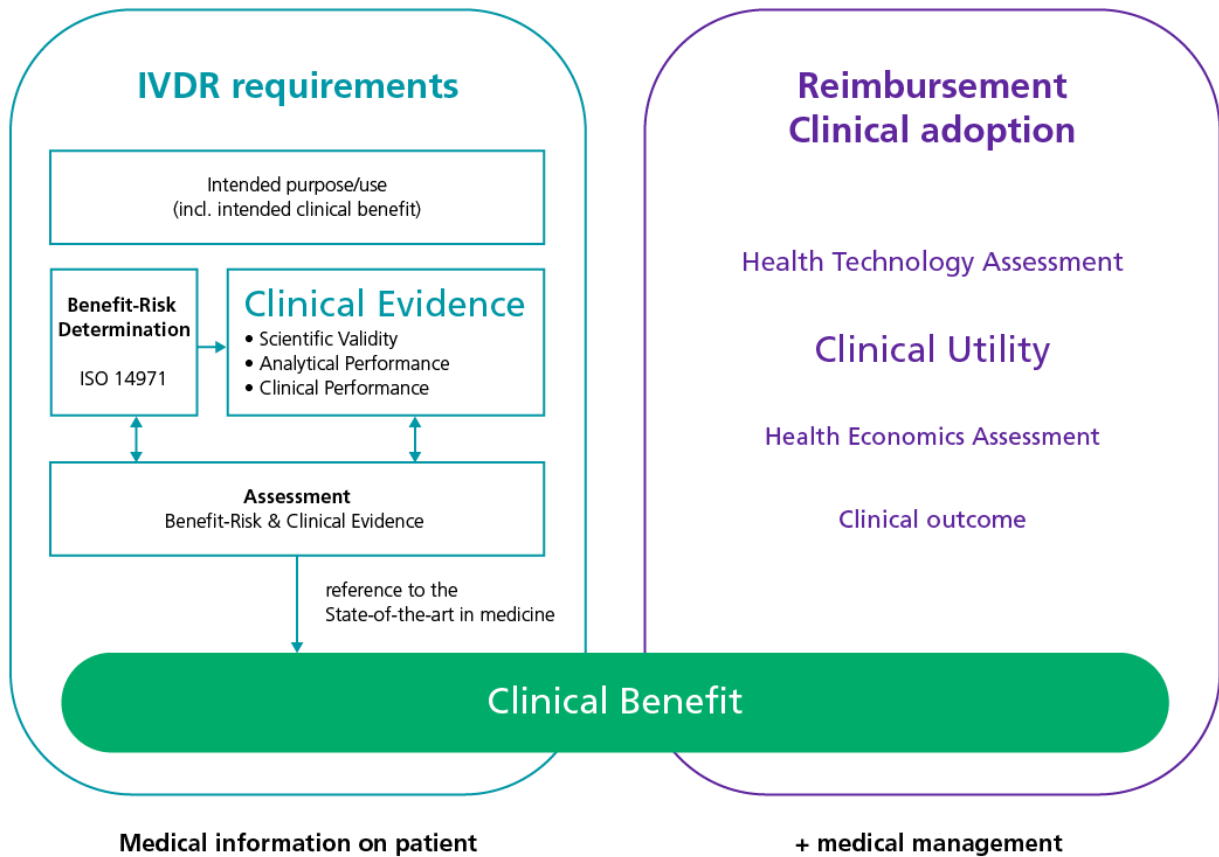 IVDR requirements
Intended purpose/use
(incl. intended clinical benefit)
Benefit-Risk
Determination
ISO 14971
Clinical Evidence
• Scientific Validity
• Analytical Performance
• Clinical Performance
Assessment
Benefit-Risk & Clinical Evidence
reference to the
State-of-the-art in medicine
Reimbursement
Clinical adoption
Health Technology Assessment
Clinical Utility
Health Economics Assessment
Clinical outcome
Clinical Benefit
Medical information on patient
+ medical management